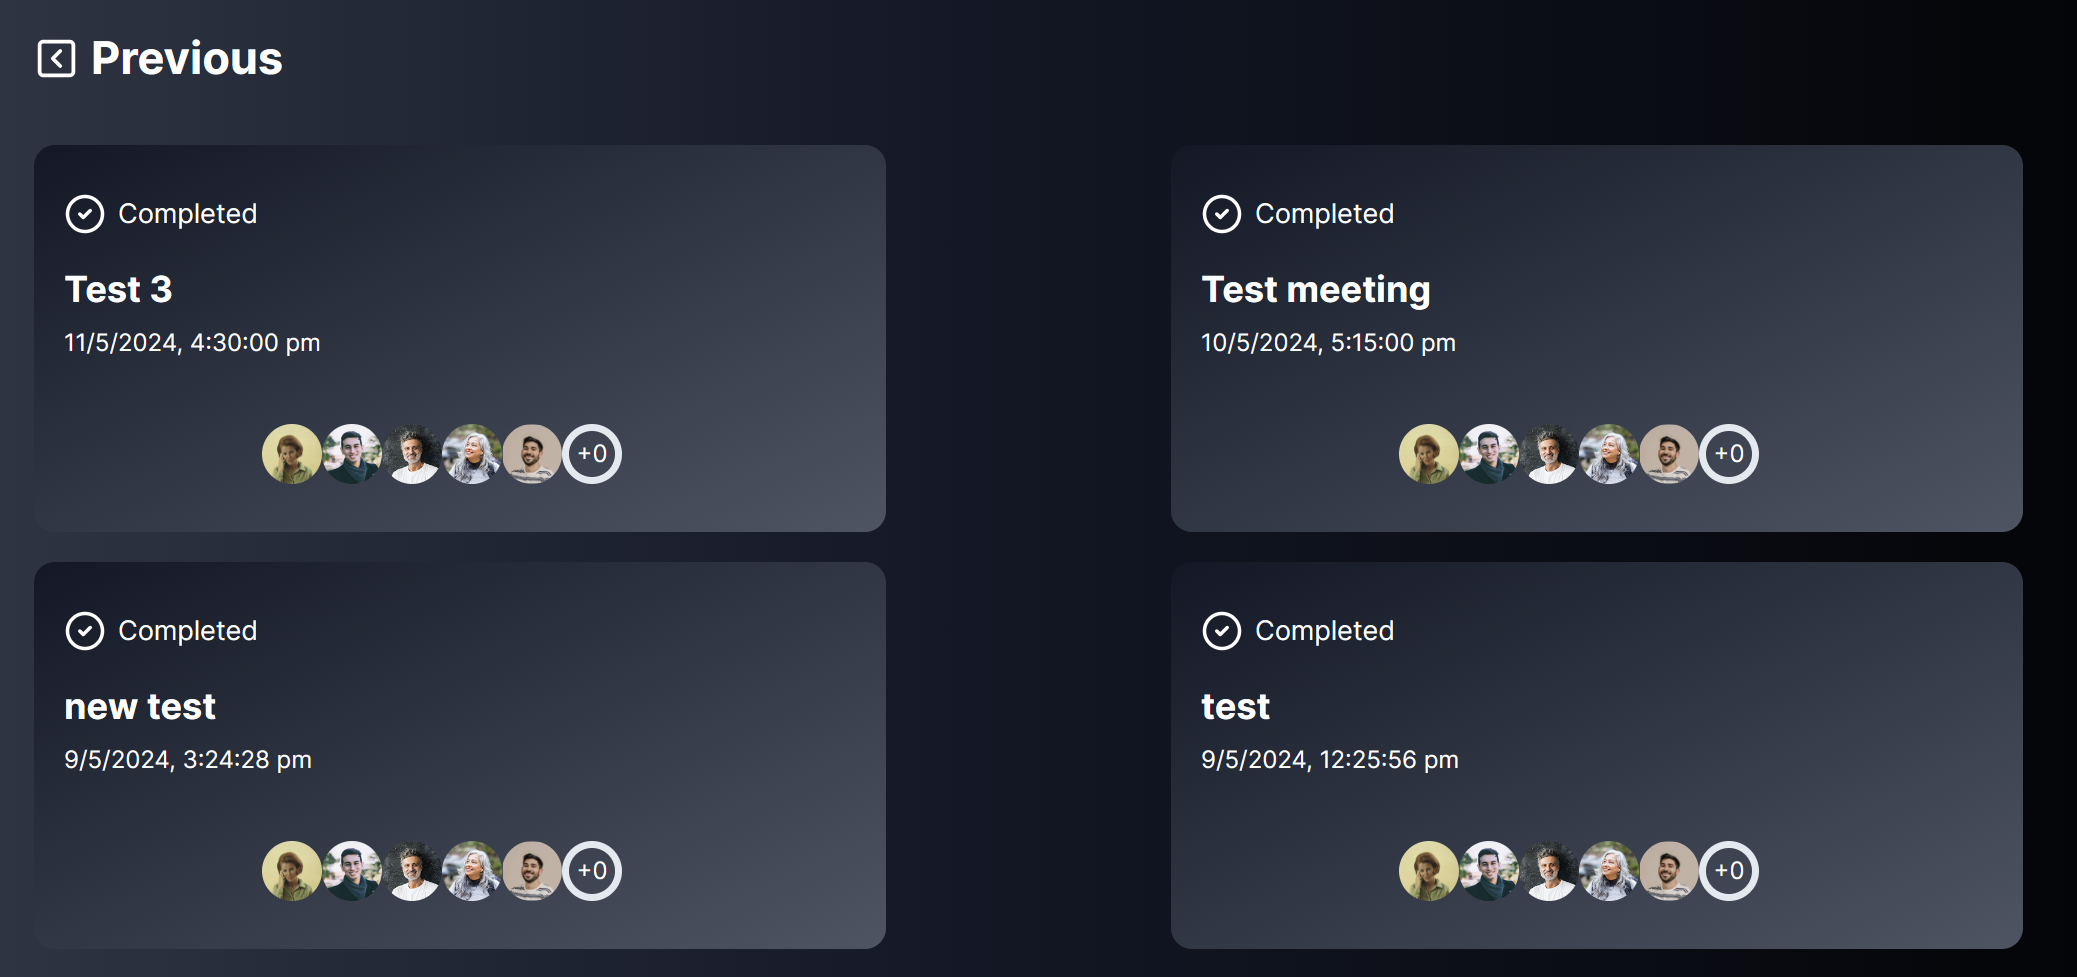 Previous
Completed
Test 3
11/5/2024, 4:30:00 pm
+0
Completed
Test meeting
10/5/2024, 5:15:00 pm
+0
Completed
new test
9/5/2024, 3:24:28 pm
+0
Completed
test
9/5/2024, 12:25:56 pm
+0